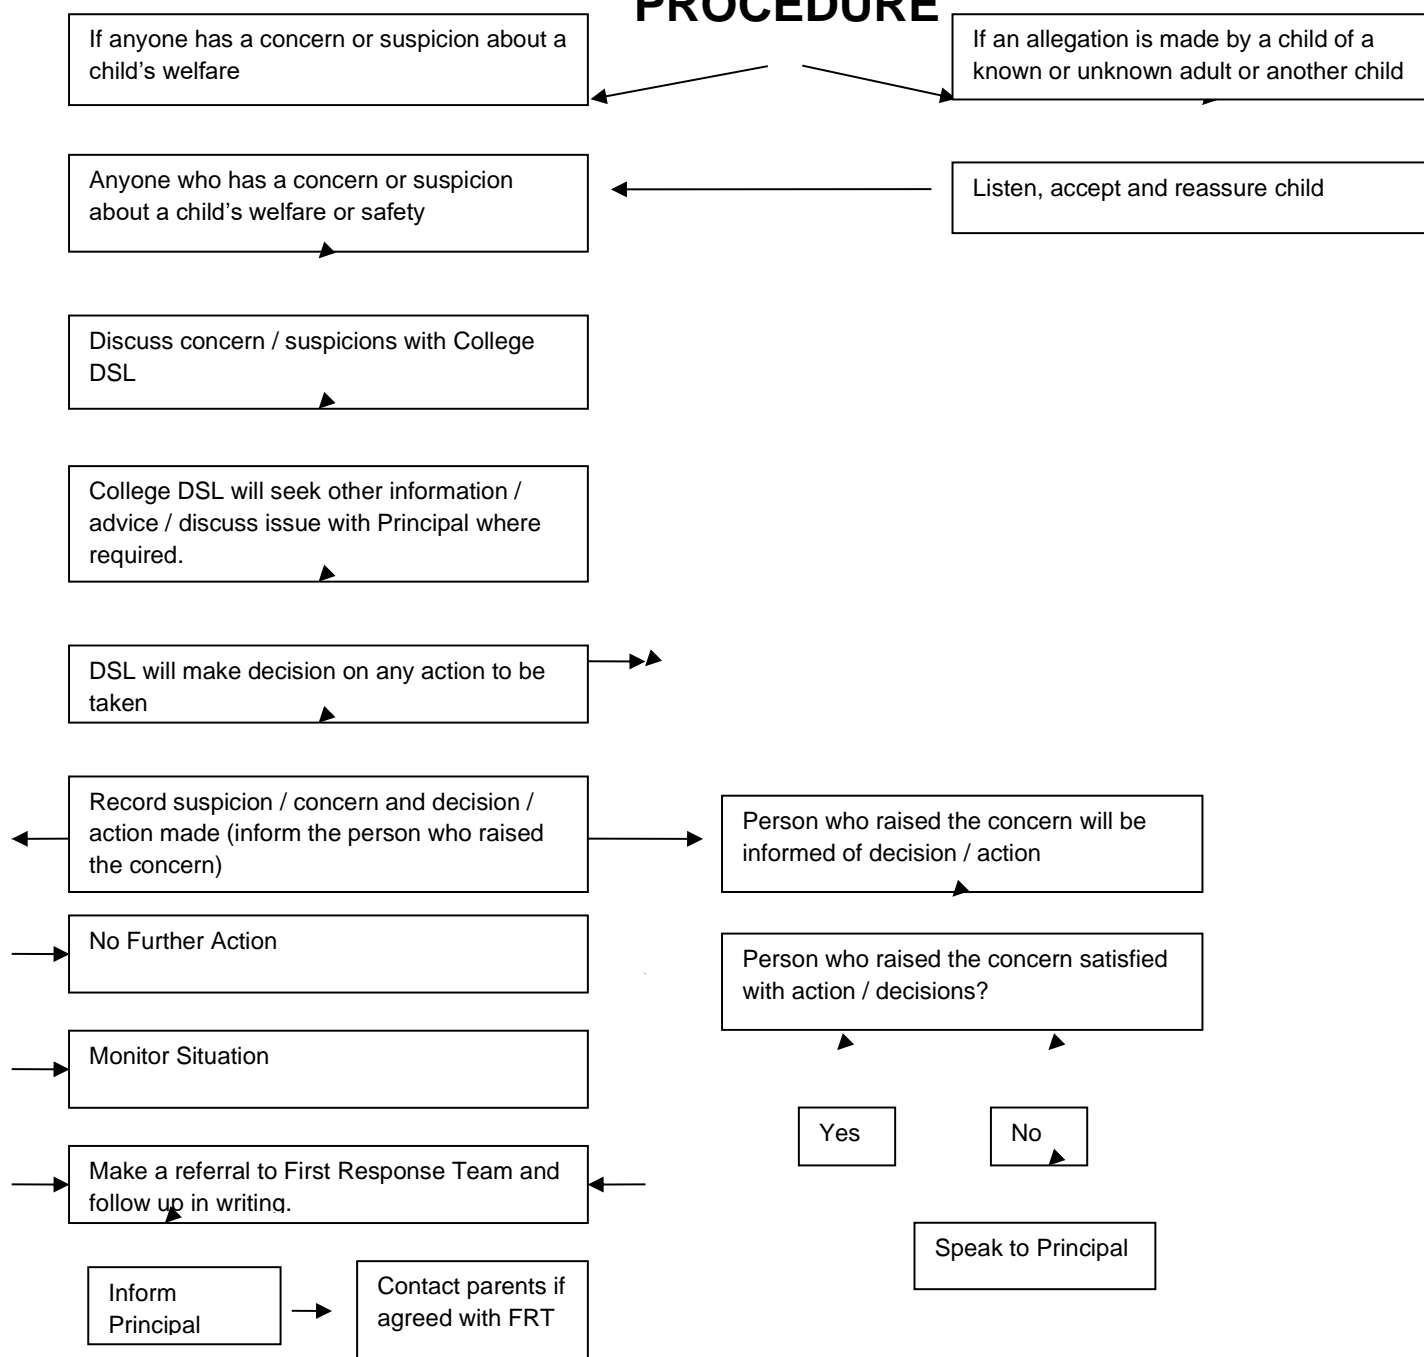 PROCEDURE
If anyone has a concern or suspicion about a
child's welfare
If an allegation is made by a child of a
known or unknown adult or another child
Anyone who has a concern or suspicion
about a child's welfare or safety
Listen, accept and reassure child
Discuss concern / suspicions with College
DSL
College DSL will seek other information /
advice / discuss issue with Principal where
required.
DSL will make decision on any action to be
taken
Record suspicion / concern and decision /
action made (inform the person who raised
the concern)
Person who raised the concern will be
informed of decision / action
No Further Action
Person who raised the concern satisfied
with action / decisions?
Monitor Situation
Yes
No
Make a referral to First Response Team and
follow up in writing.
Speak to Principal
Inform
Principal
Contact parents if
agreed with FRT